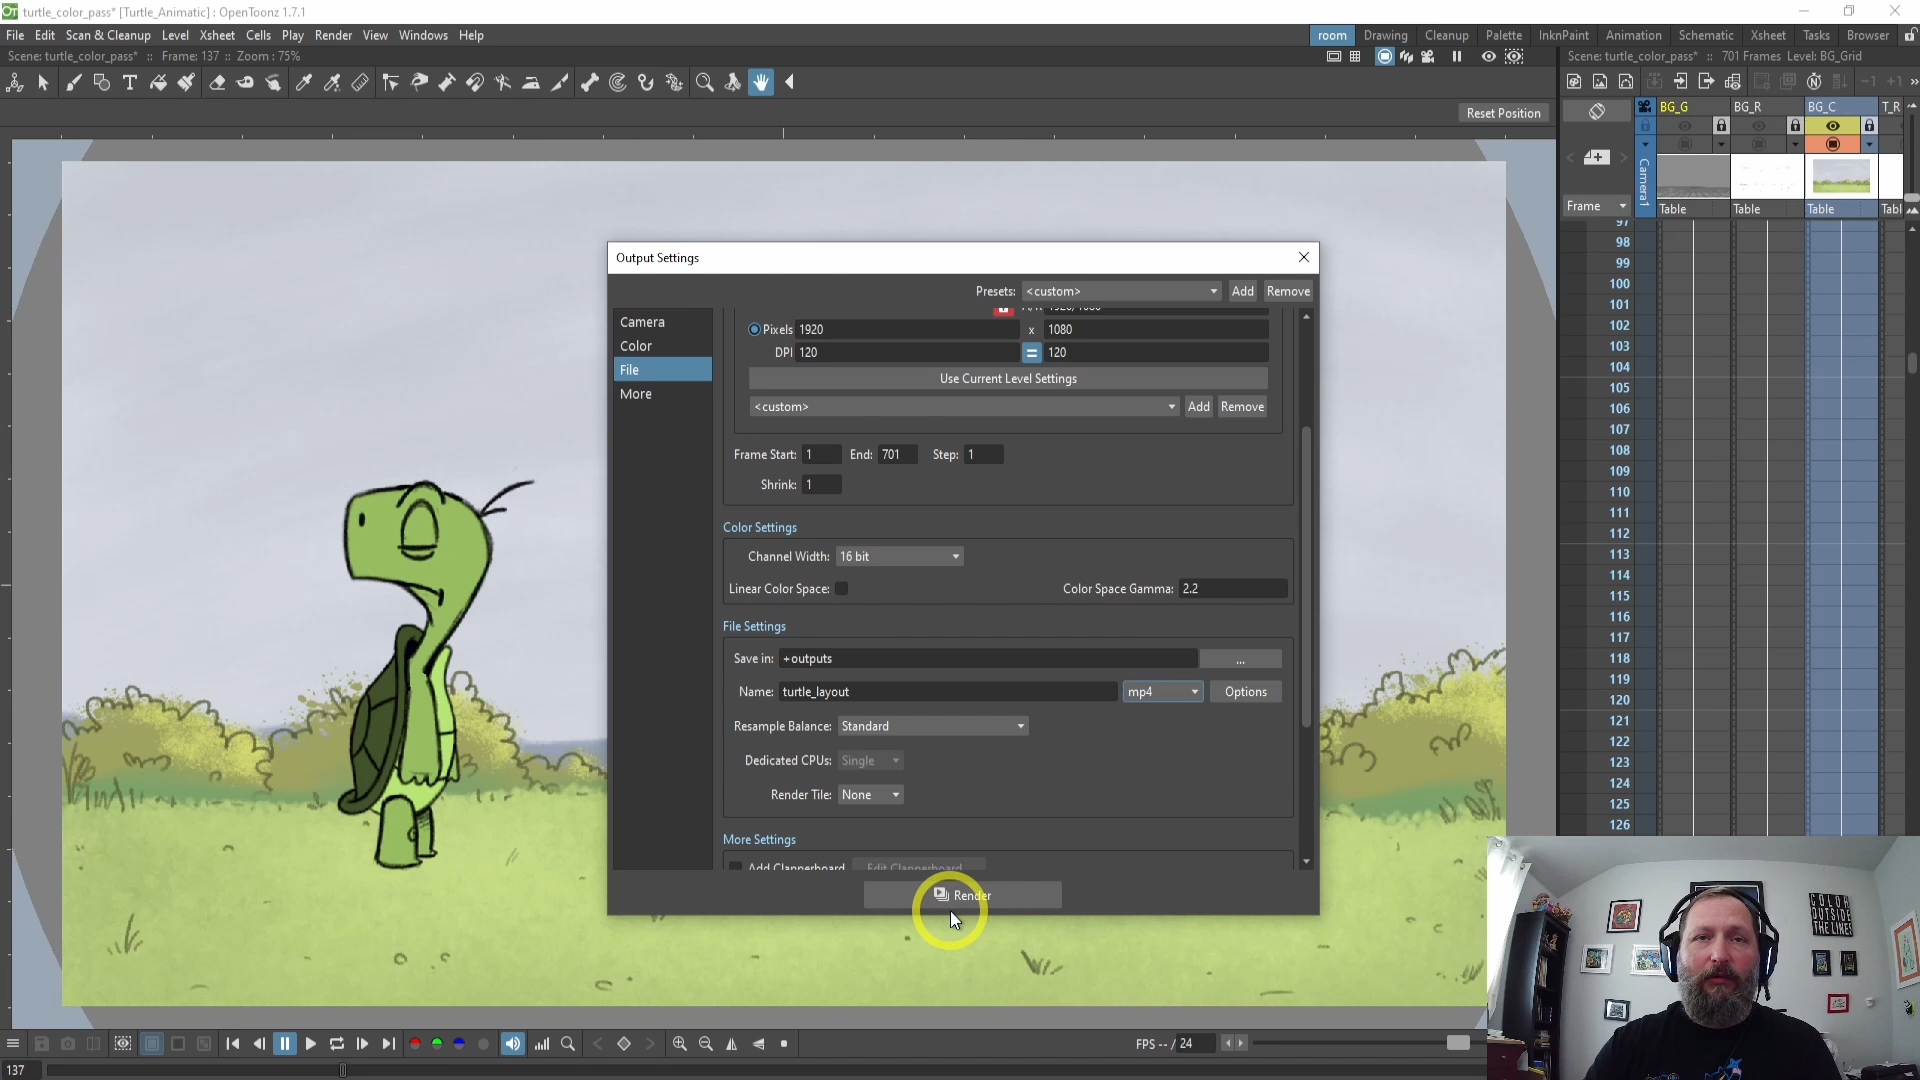 turtle_color_pass* [Turtle_Animatic] : OpenToonz 1.7.1
File Edit Scan & Cleanup Level Xsheet Cells Play Render View Windows Help
room Drawing Cleanup Palette InknPaint Animation Schematic Xsheet Tasks Browser
Scene: turtle_color_pass* :: Frame: 137 :: Zoom : 75%
Scene: turtle_color_pass* :: 701 Frames Level: BG_Grid
Reset Position
BG_G BG_R BG_C T_R
Camera1
Frame
Table Table Table Tabl
97
98
99
100
101
102
103
104
105
106
107
108
109
110
111
112
113
114
115
116
117
118
119
120
121
122
123
124
125
126
Output Settings
Presets: <custom> Add Remove
Camera
Color
File
More
Pixels 1920 x 1080
DPI 120 = 120
Use Current Level Settings
<custom> Add Remove
Frame Start: 1 End: 701 Step: 1
Shrink: 1
Color Settings
Channel Width: 16 bit
Linear Color Space: Color Space Gamma: 2.2
File Settings
Save in: +outputs ...
Name: turtle_layout mp4 Options
Resample Balance: Standard
Dedicated CPUs: Single
Render Tile: None
More Settings
Add Clapperboard Edit Clapperboard
Render
COLOR
OUTSIDE
THE LINES
FPS -- / 24
137